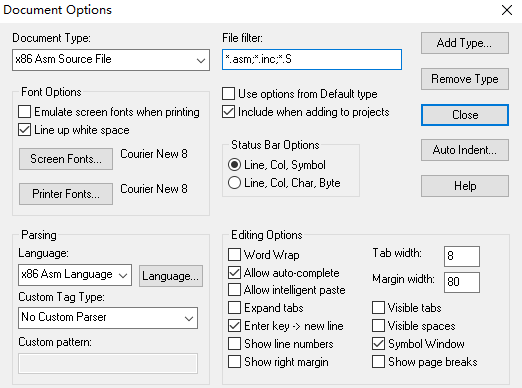 Document Options
Document Type:
x86 Asm Source File
File filter:
*.asm;*.inc;*.S
Add Type...
Remove Type
Close
Auto Indent...
Help
Use options from Default type
Include when adding to projects
Font Options
Emulate screen fonts when printing
Line up white space
Screen Fonts...
Courier New 8
Printer Fonts...
Courier New 8
Status Bar Options
Line, Col, Symbol
Line, Col, Char, Byte
Parsing
Language:
x86 Asm Language
Language...
Custom Tag Type:
No Custom Parser
Custom pattern:
Editing Options
Word Wrap
Allow auto-complete
Allow intelligent paste
Expand tabs
Enter key -> new line
Show line numbers
Show right margin
Tab width:
8
Margin width:
80
Visible tabs
Visible spaces
Symbol Window
Show page breaks